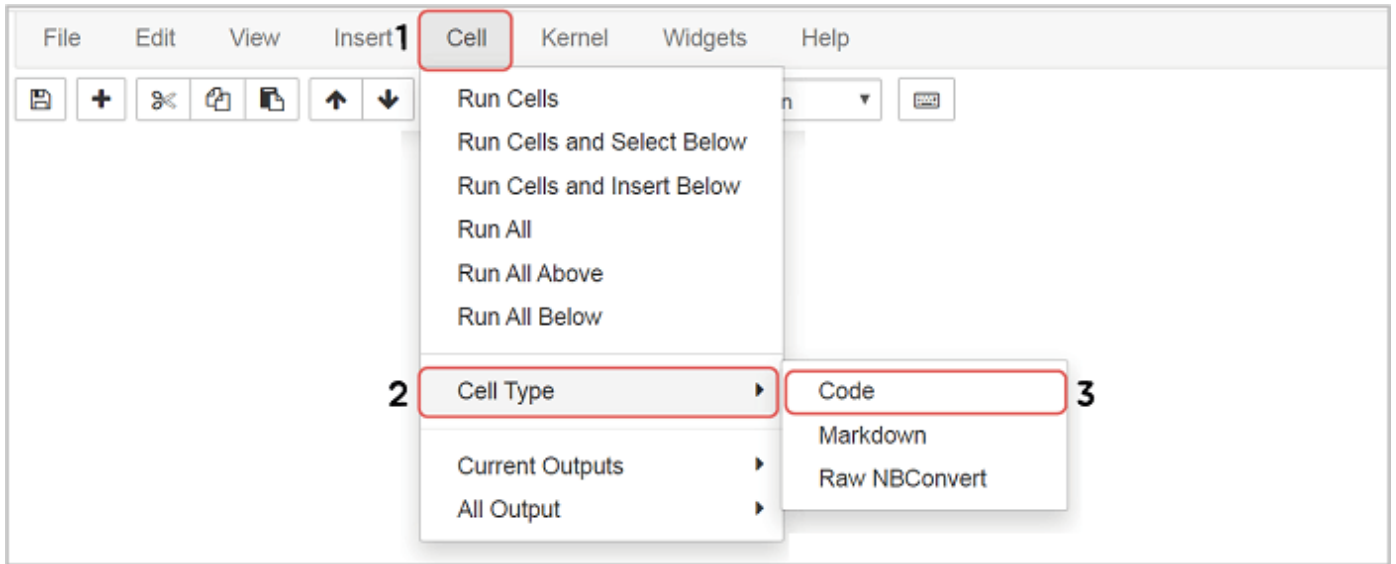 File Edit View Insert 1 Cell Kernel Widgets Help
n
Run Cells
Run Cells and Select Below
Run Cells and Insert Below
Run All
Run All Above
Run All Below
2 Cell Type Code 3
Markdown
Raw NBConvert
Current Outputs
All Output